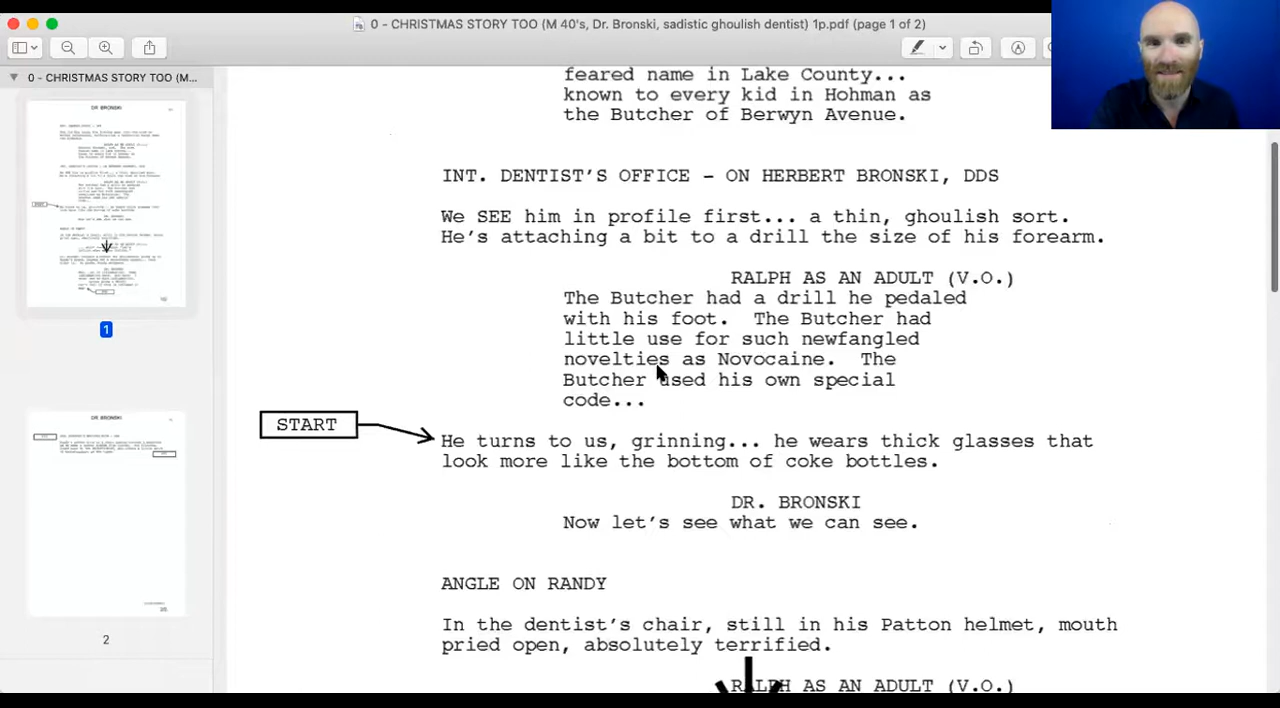 0 - CHRISTMAS STORY TOO (M 40's, Dr. Bronski, sadistic ghoulish dentist) 1p.pdf (page 1 of 2)
0 - CHRISTMAS STORY TOO (M...
DR BRONSKI
1
DR BRONSKI
2
feared name in Lake County...
known to every kid in Hohman as
the Butcher of Berwyn Avenue.
INT. DENTIST'S OFFICE - ON HERBERT BRONSKI, DDS
We SEE him in profile first... a thin, ghoulish sort.
He's attaching a bit to a drill the size of his forearm.
RALPH AS AN ADULT (V.O.)
The Butcher had a drill he pedaled
with his foot. The Butcher had
little use for such newfangled
novelties as Novocaine. The
Butcher used his own special
code...
START
He turns to us, grinning... he wears thick glasses that
look more like the bottom of coke bottles.
DR. BRONSKI
Now let's see what we can see.
ANGLE ON RANDY
In the dentist's chair, still in his Patton helmet, mouth
pried open, absolutely terrified.
RALPH AS AN ADULT (V.O.)